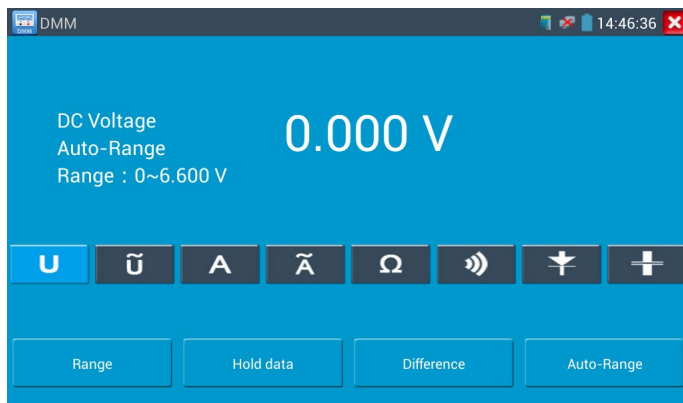 DMM
DMM
14:46:36
DC Voltage
Auto-Range
Range : 0~6.600 V
0.000 V
U Ũ A Ã Ω
Range Hold data Difference Auto-Range